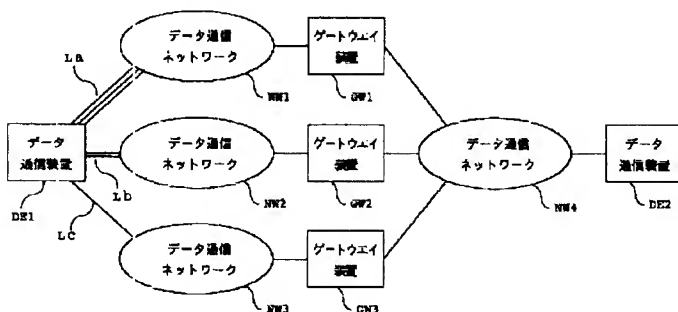 データ通信
ネットワーク
NW1
ゲートウエイ
装置
GW1
La
データ
通信装置
DE1
Lb
データ通信
ネットワーク
NW2
ゲートウエイ
装置
GW2
データ通信
ネットワーク
NW4
データ
通信装置
DE2
Lc
データ通信
ネットワーク
NW3
ゲートウエイ
装置
GW3